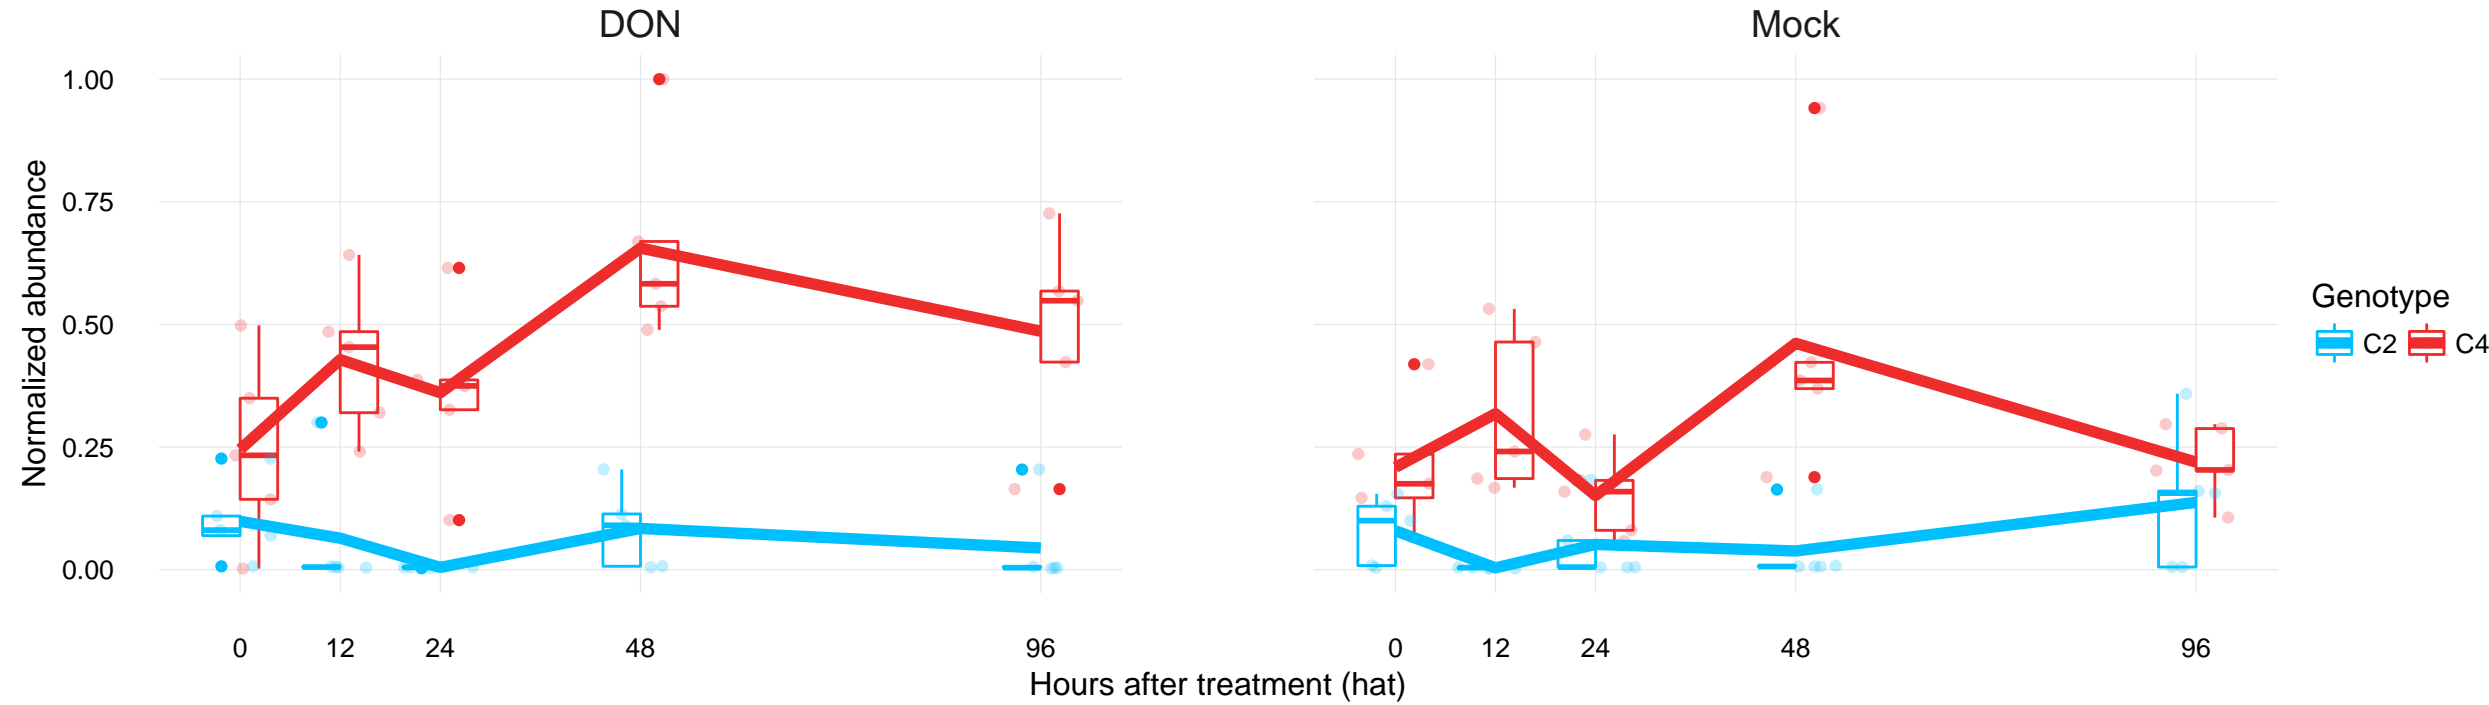 DON
Mock
Normalized abundance
1.00
0.75
0.50
0.25
0.00
0 12 24 48 96
0 12 24 48 96
Hours after treatment (hat)
Genotype
C2 C4